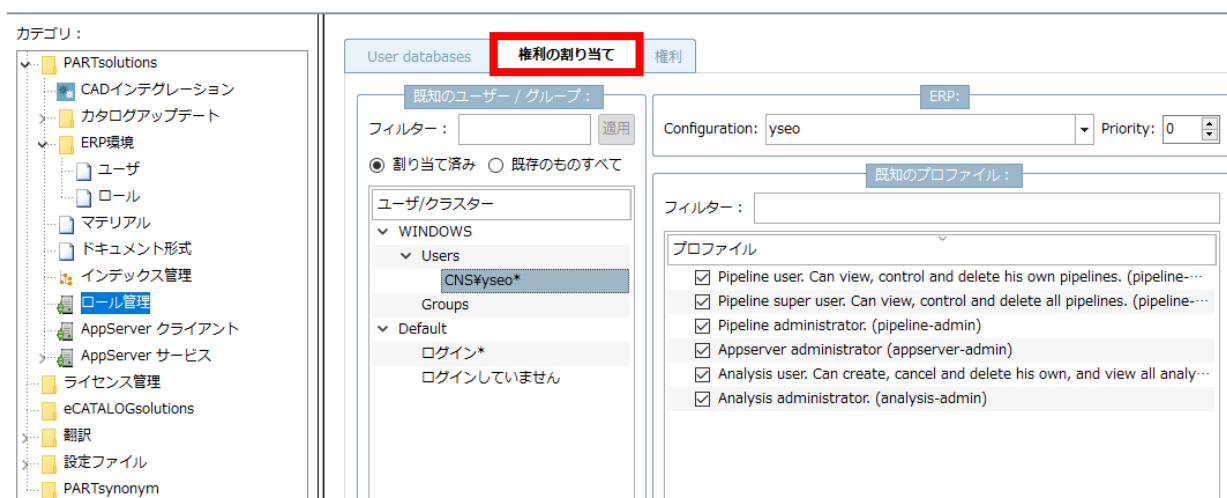 カテゴリ：
PARTsolutions
CADインテグレーション
カタログアップデート
ERP環境
ユーザ
ロール
マテリアル
ドキュメント形式
インデックス管理
ロール管理
AppServer クライアント
AppServer サービス
ライセンス管理
eCATALOGsolutions
翻訳
設定ファイル
PARTsynonym
User databases
権利の割り当て
権利
既知のユーザー / グループ：
フィルター：
適用
割り当て済み
既存のものすべて
ユーザ/クラスター
WINDOWS
Users
CNS¥yseo*
Groups
Default
ログイン*
ログインしていません
ERP:
Configuration: yseo
Priority: 0
既知のプロファイル：
フィルター：
プロファイル
Pipeline user. Can view, control and delete his own pipelines. (pipeline-…
Pipeline super user. Can view, control and delete all pipelines. (pipeline-…
Pipeline administrator. (pipeline-admin)
Appserver administrator (appserver-admin)
Analysis user. Can create, cancel and delete his own, and view all analy…
Analysis administrator. (analysis-admin)